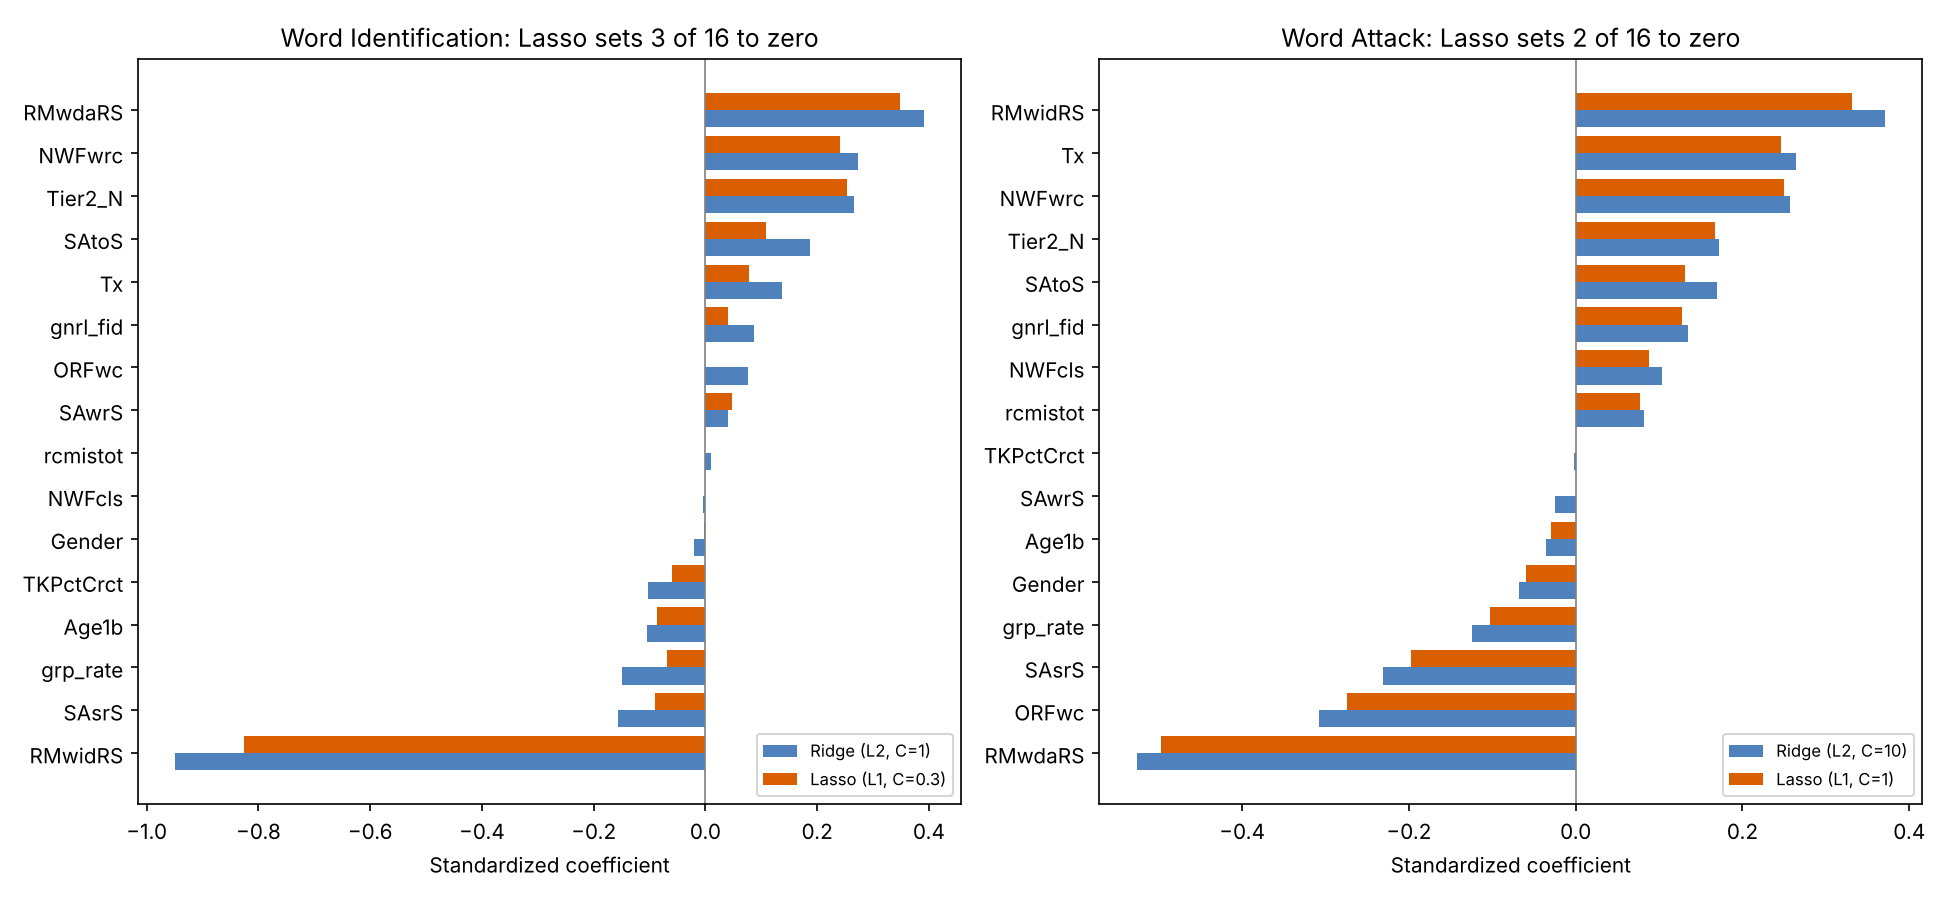 Word Identification: Lasso sets 3 of 16 to zero
RMwdaRS
NWFwrc
Tier2_N
SAtoS
Tx
gnrl_fid
ORFwc
SAwrS
rcmistot
NWFcls
Gender
TKPctCrct
Age1b
grp_rate
SAsrS
RMwidRS
Ridge (L2, C=1)
Lasso (L1, C=0.3)
−1.0 −0.8 −0.6 −0.4 −0.2 0.0 0.2 0.4
Standardized coefficient
Word Attack: Lasso sets 2 of 16 to zero
RMwidRS
Tx
NWFwrc
Tier2_N
SAtoS
gnrl_fid
NWFcls
rcmistot
TKPctCrct
SAwrS
Age1b
Gender
grp_rate
SAsrS
ORFwc
RMwdaRS
Ridge (L2, C=10)
Lasso (L1, C=1)
−0.4 −0.2 0.0 0.2 0.4
Standardized coefficient